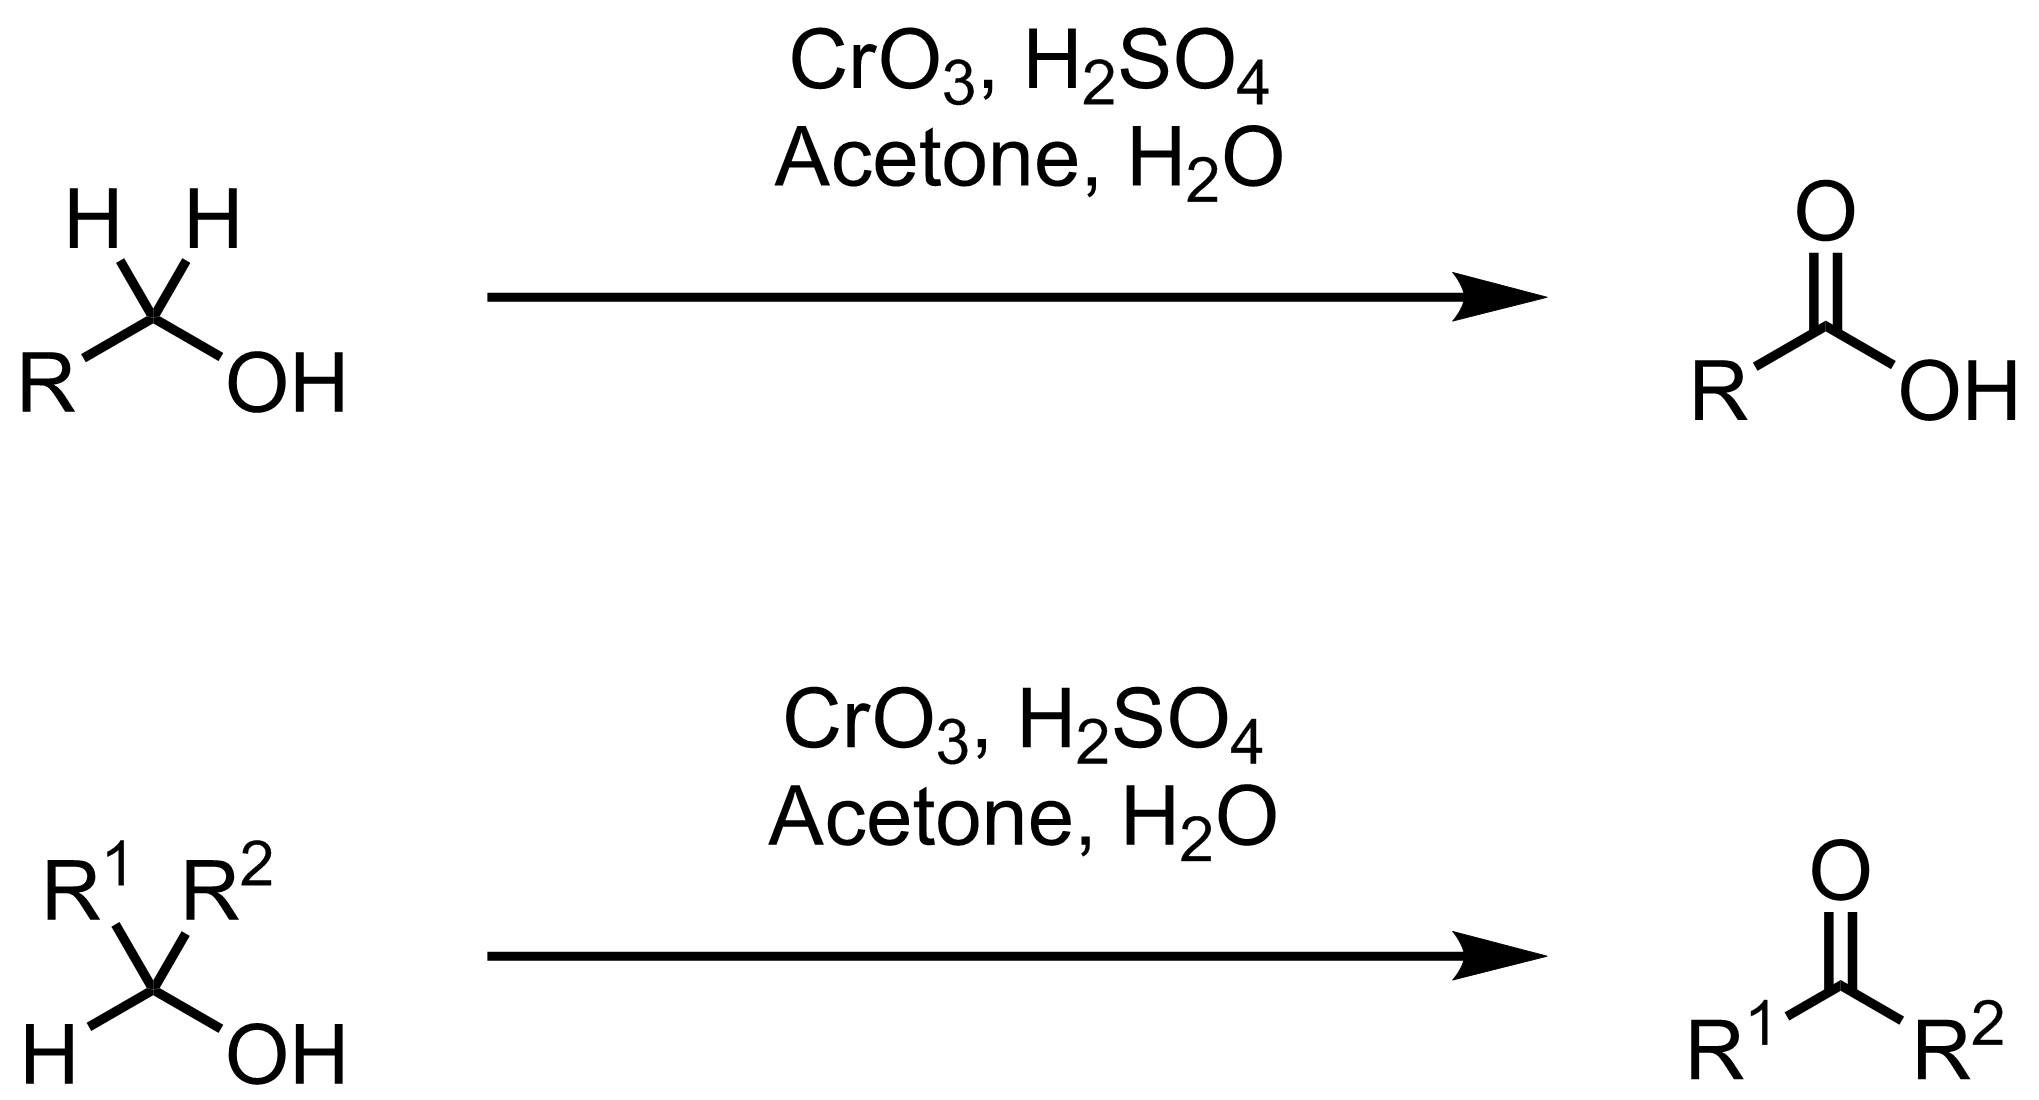 CrO3, H2SO4
Acetone, H2O
H H
O
R OH
R OH
CrO3, H2SO4
Acetone, H2O
R1 R2
O
H OH
R1 R2